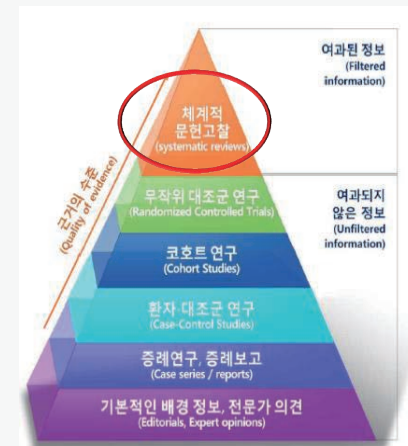 여과된 정보
(Filtered
information)
체계적
문헌고찰
(systematic reviews)
근거의 수준
(Quality of evidence)
무작위 대조군 연구
(Randomized Controlled Trials)
여과되지
않은 정보
(Unfiltered
information)
코호트 연구
(Cohort Studies)
환자·대조군 연구
(Case-Control Studies)
증례연구, 증례보고
(Case series / reports)
기본적인 배경 정보, 전문가 의견
(Editorials, Expert opinions)